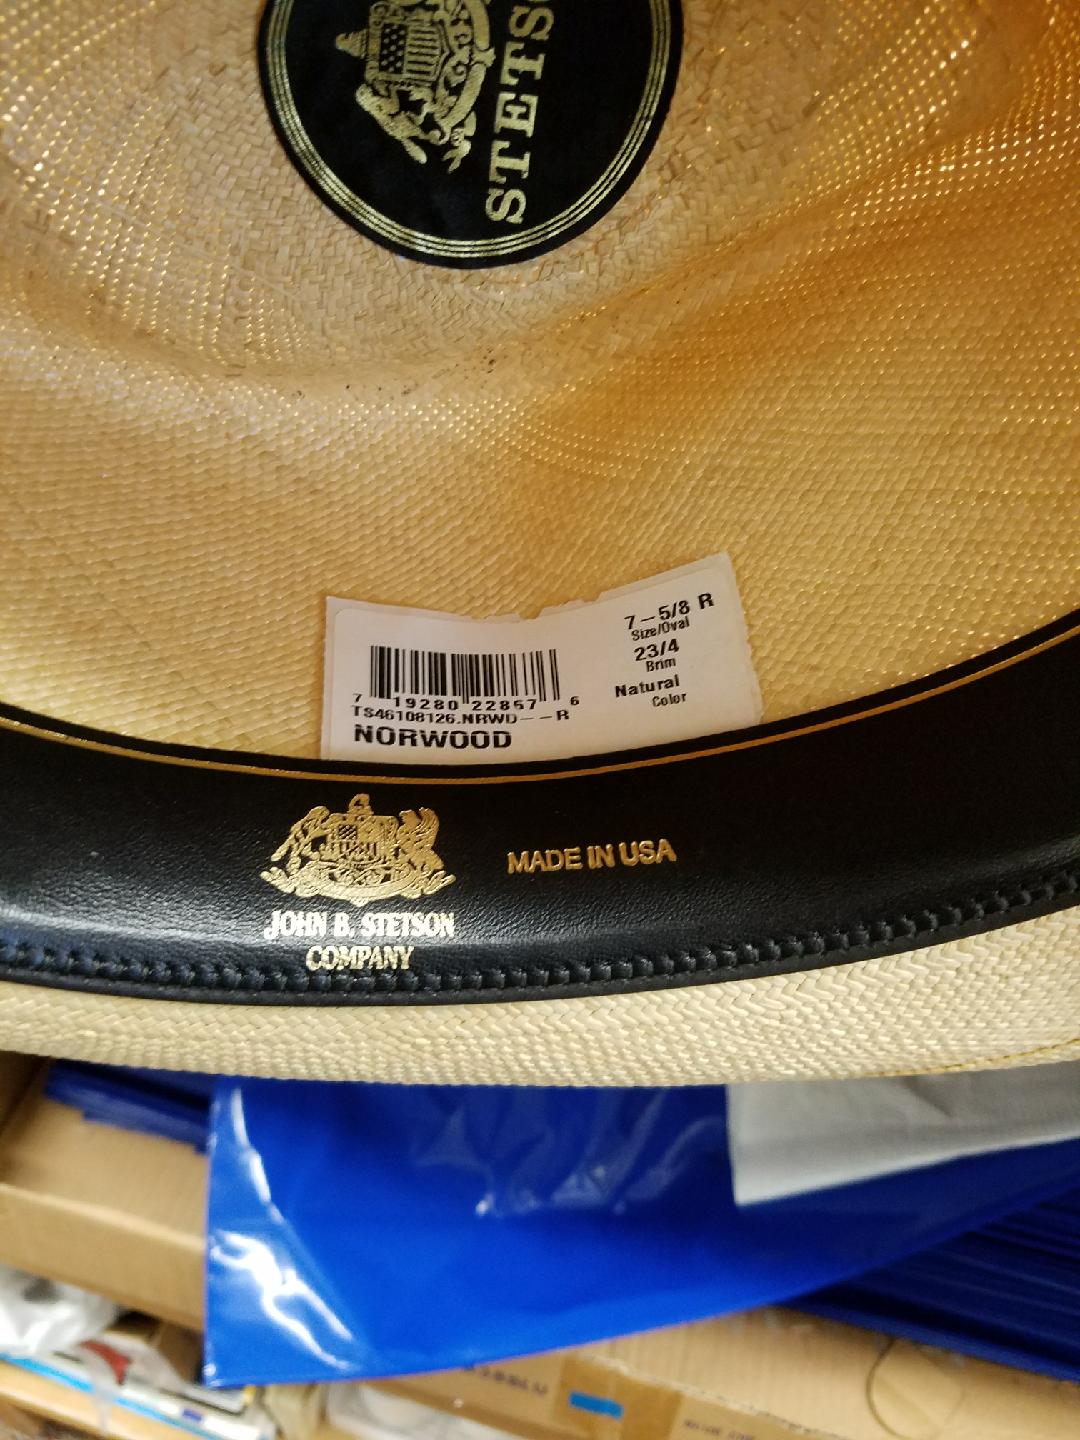 STETS
7-5/8 R
Size/Oval
23/4
Brim
Natural
Color
7 19280 22857 6
TS46108126.NRWD--R
NORWOOD
MADE IN USA
JOHN B. STETSON
COMPANY